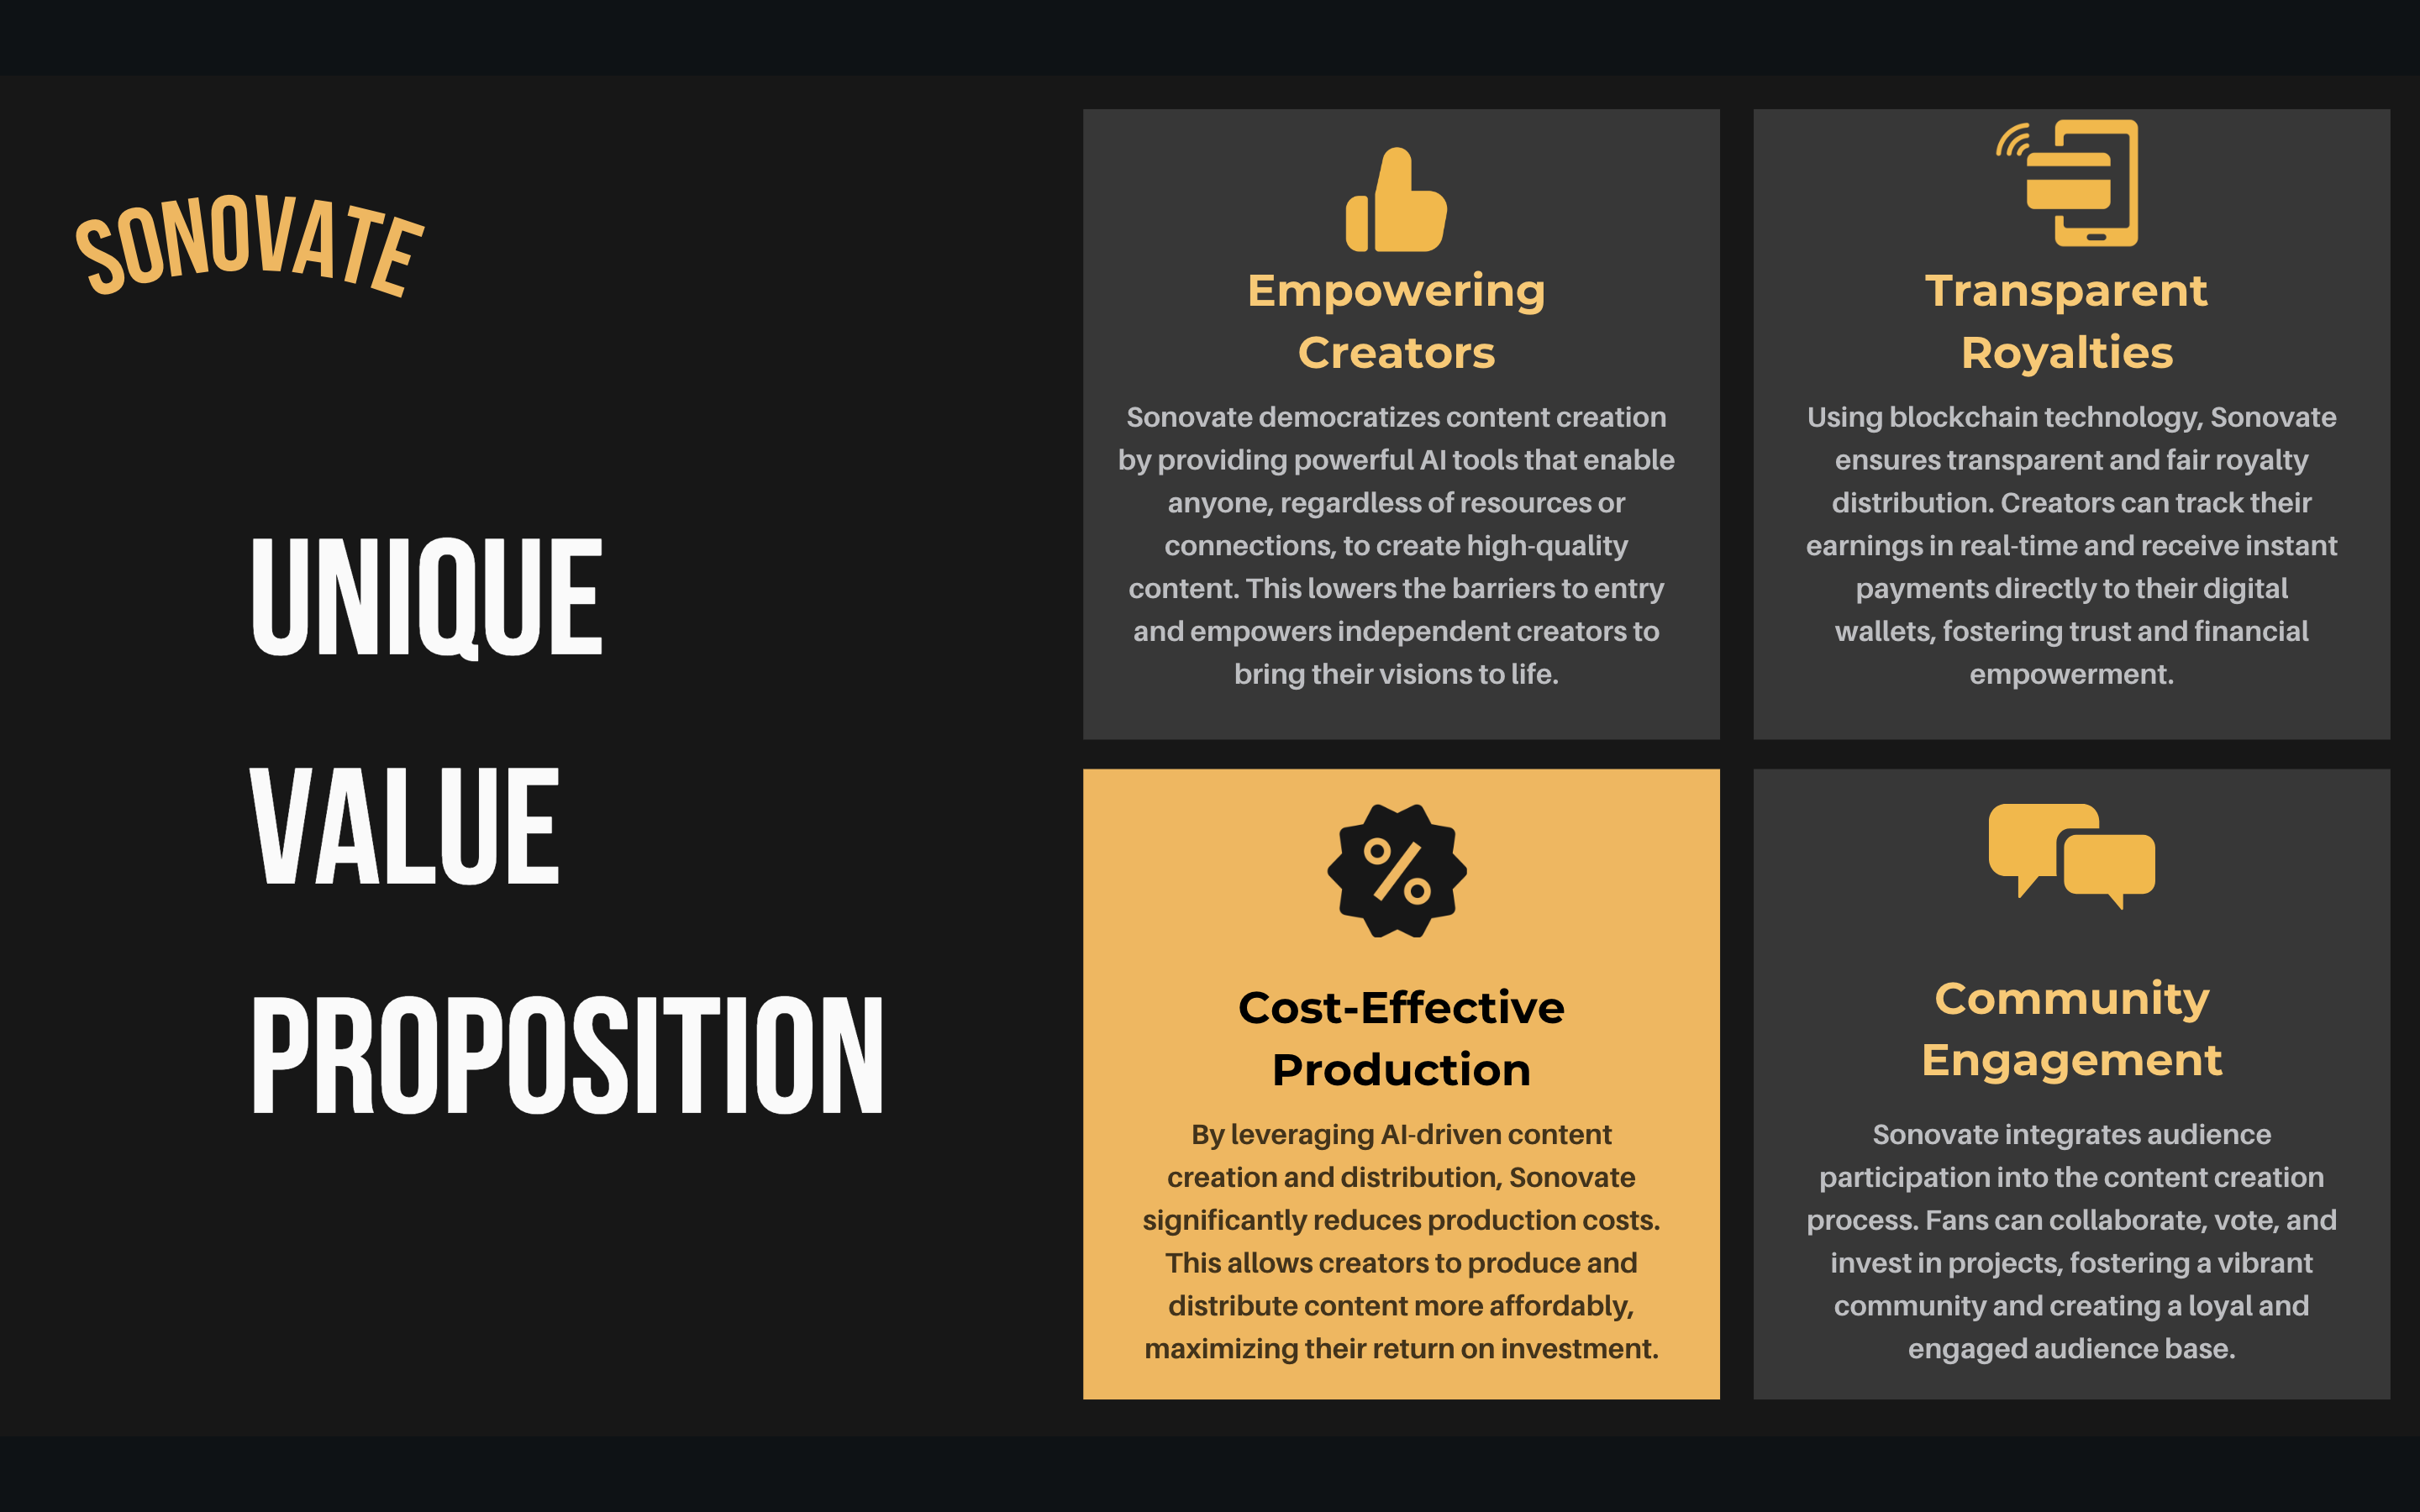 SONOVATE
UNIQUE
VALUE
PROPOSITION
Empowering
Creators
Sonovate democratizes content creation
by providing powerful AI tools that enable
anyone, regardless of resources or
connections, to create high-quality
content. This lowers the barriers to entry
and empowers independent creators to
bring their visions to life.
Transparent
Royalties
Using blockchain technology, Sonovate
ensures transparent and fair royalty
distribution. Creators can track their
earnings in real-time and receive instant
payments directly to their digital
wallets, fostering trust and financial
empowerment.
%
Cost-Effective
Production
By leveraging AI-driven content
creation and distribution, Sonovate
significantly reduces production costs.
This allows creators to produce and
distribute content more affordably,
maximizing their return on investment.
Community
Engagement
Sonovate integrates audience
participation into the content creation
process. Fans can collaborate, vote, and
invest in projects, fostering a vibrant
community and creating a loyal and
engaged audience base.